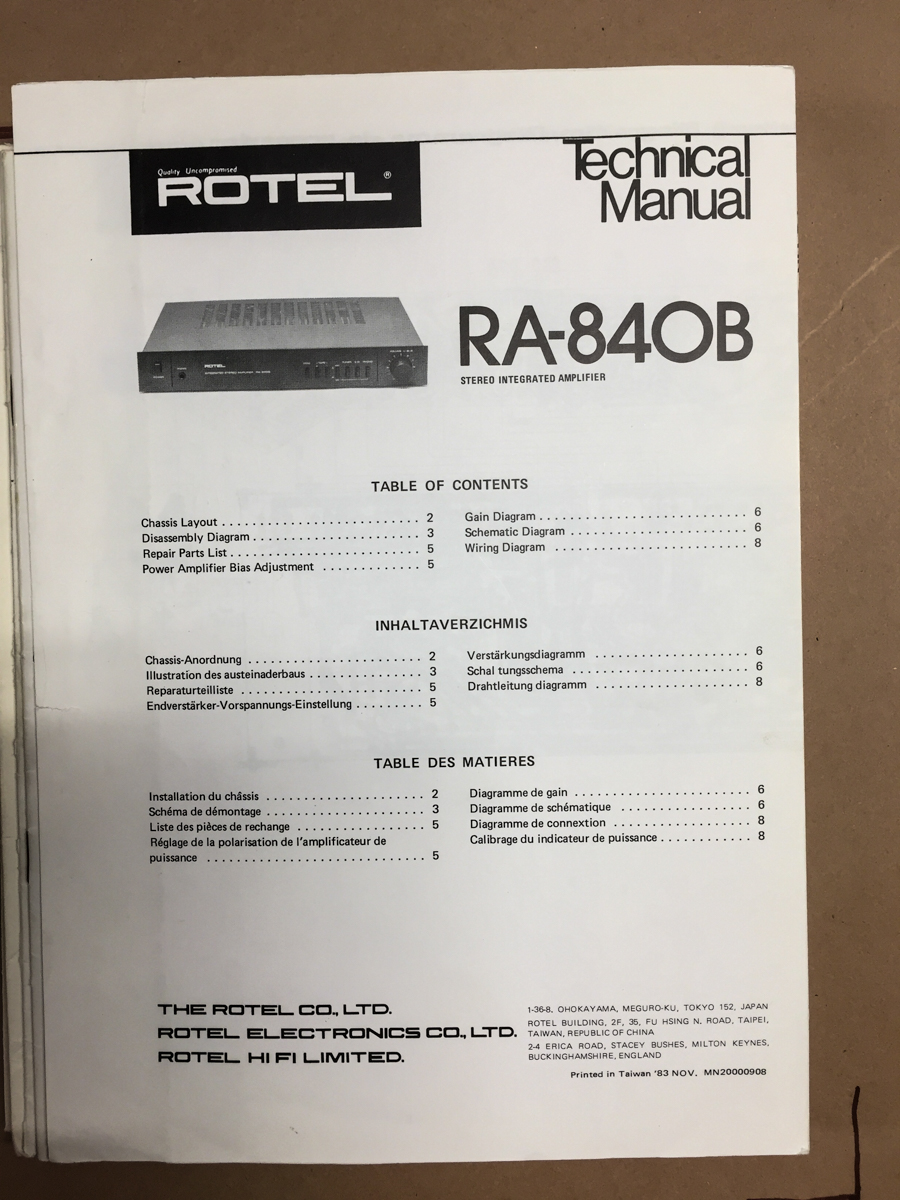 Quality Uncompromised
ROTEL®
Technical
Manual
ROTEL
RA-840B
STEREO INTEGRATED AMPLIFIER
TABLE OF CONTENTS
Chassis Layout . . . . . . . . . . . . . . . . . . . . . . . . . . 2
Disassembly Diagram . . . . . . . . . . . . . . . . . . . . . . 3
Repair Parts List . . . . . . . . . . . . . . . . . . . . . . . . . 5
Power Amplifier Bias Adjustment . . . . . . . . . . . . . 5
Gain Diagram . . . . . . . . . . . . . . . . . . . . . . . . . . . 6
Schematic Diagram . . . . . . . . . . . . . . . . . . . . . . . 6
Wiring Diagram . . . . . . . . . . . . . . . . . . . . . . . . . 8
INHALTAVERZICHMIS
Chassis-Anordnung . . . . . . . . . . . . . . . . . . . . . . . 2
Illustration des austeinaderbaus . . . . . . . . . . . . . . . 3
Reparaturteilliste . . . . . . . . . . . . . . . . . . . . . . . . 5
Endverstärker-Vorspannungs-Einstellung . . . . . . . . . 5
Verstärkungsdiagramm . . . . . . . . . . . . . . . . . . . . 6
Schal tungsschema . . . . . . . . . . . . . . . . . . . . . . . 6
Drahtleitung diagramm . . . . . . . . . . . . . . . . . . . . 8
TABLE DES MATIERES
Installation du châssis . . . . . . . . . . . . . . . . . . . . . 2
Schéma de démontage . . . . . . . . . . . . . . . . . . . . . 3
Liste des pièces de rechange . . . . . . . . . . . . . . . . . 5
Réglage de la polarisation de l'amplificateur de
puissance . . . . . . . . . . . . . . . . . . . . . . . . . . . . . 5
Diagramme de gain . . . . . . . . . . . . . . . . . . . . . . . 6
Diagramme de schématique . . . . . . . . . . . . . . . . . 6
Diagramme de connextion . . . . . . . . . . . . . . . . . . 8
Calibrage du indicateur de puissance . . . . . . . . . . . . 8
THE ROTEL CO., LTD.
ROTEL ELECTRONICS CO., LTD.
ROTEL HI FI LIMITED.
1-36-8, OHOKAYAMA, MEGURO-KU, TOKYO 152, JAPAN
ROTEL BUILDING, 2F, 35, FU HSING N. ROAD, TAIPEI,
TAIWAN, REPUBLIC OF CHINA
2-4 ERICA ROAD, STACEY BUSHES, MILTON KEYNES,
BUCKINGHAMSHIRE, ENGLAND
Printed in Taiwan '83 NOV. MN20000908